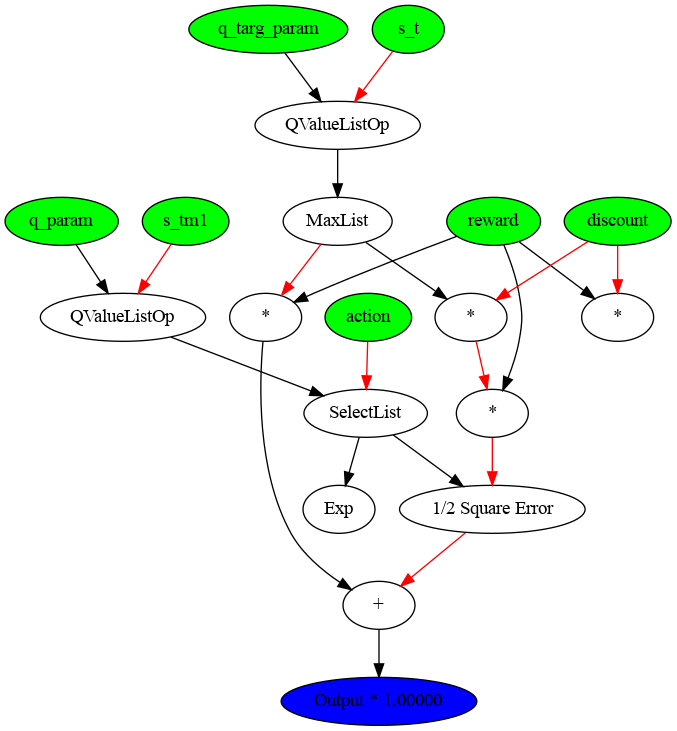 q_targ_param
s_t
QValueListOp
q_param
s_tm1
MaxList
reward
discount
QValueListOp
*
action
*
*
SelectList
*
Exp
1/2 Square Error
+
Output * 1.00000